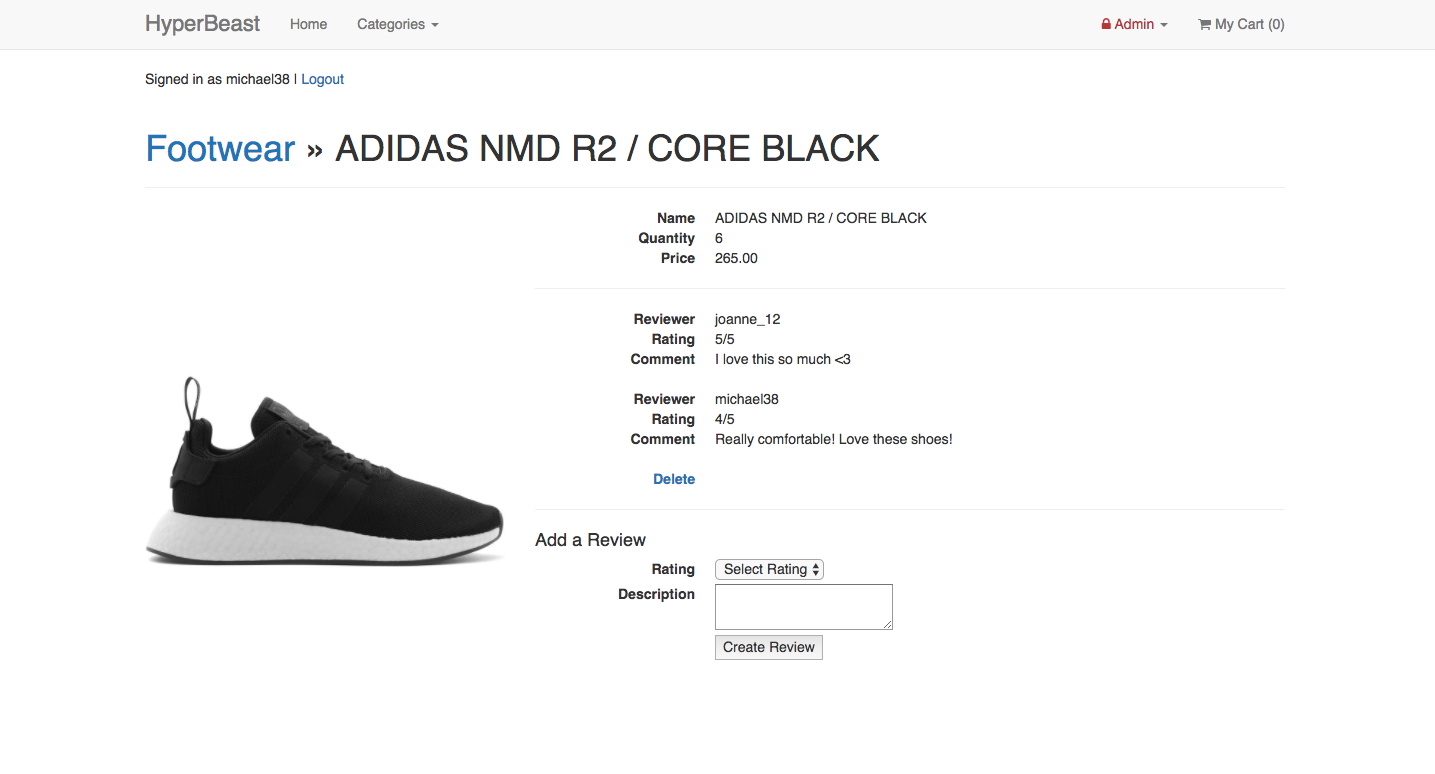 HyperBeast Home Categories Admin My Cart (0)
Signed in as michael38 | Logout
Footwear » ADIDAS NMD R2 / CORE BLACK
Name ADIDAS NMD R2 / CORE BLACK
Quantity 6
Price 265.00
Reviewer joanne_12
Rating 5/5
Comment I love this so much <3
Reviewer michael38
Rating 4/5
Comment Really comfortable! Love these shoes!
Delete
Add a Review
Rating Select Rating
Description
Create Review